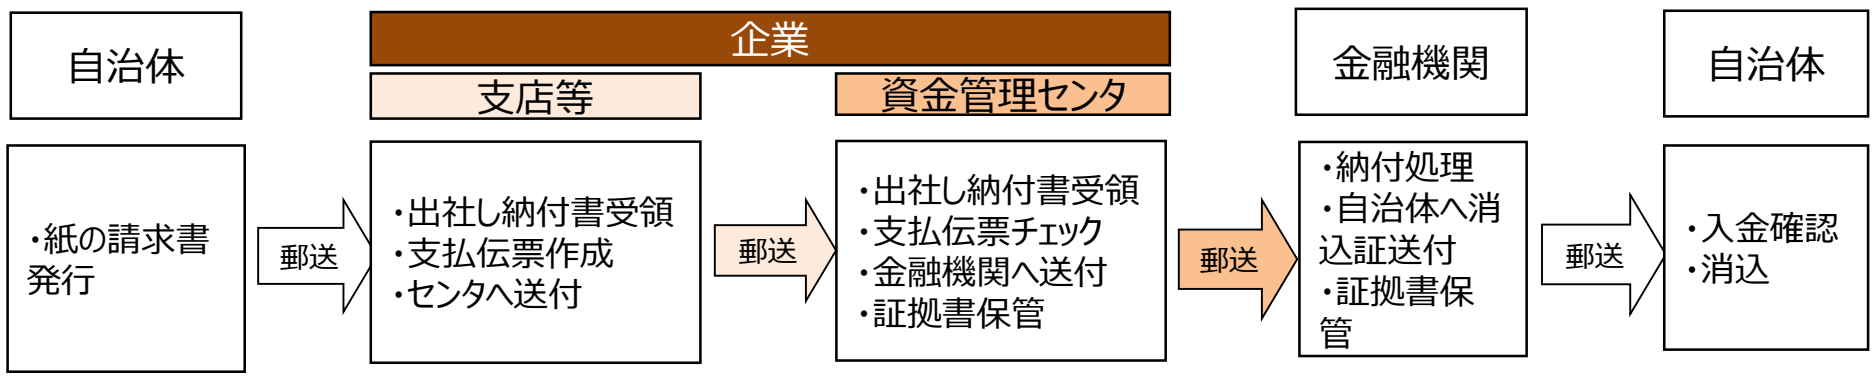 自治体
企業
支店等
資金管理センタ
金融機関
自治体
・紙の請求書
発行
郵送
・出社し納付書受領
・支払伝票作成
・センタへ送付
郵送
・出社し納付書受領
・支払伝票チェック
・金融機関へ送付
・証拠書保管
郵送
・納付処理
・自治体へ消
込証送付
・証拠書保
管
郵送
・入金確認
・消込